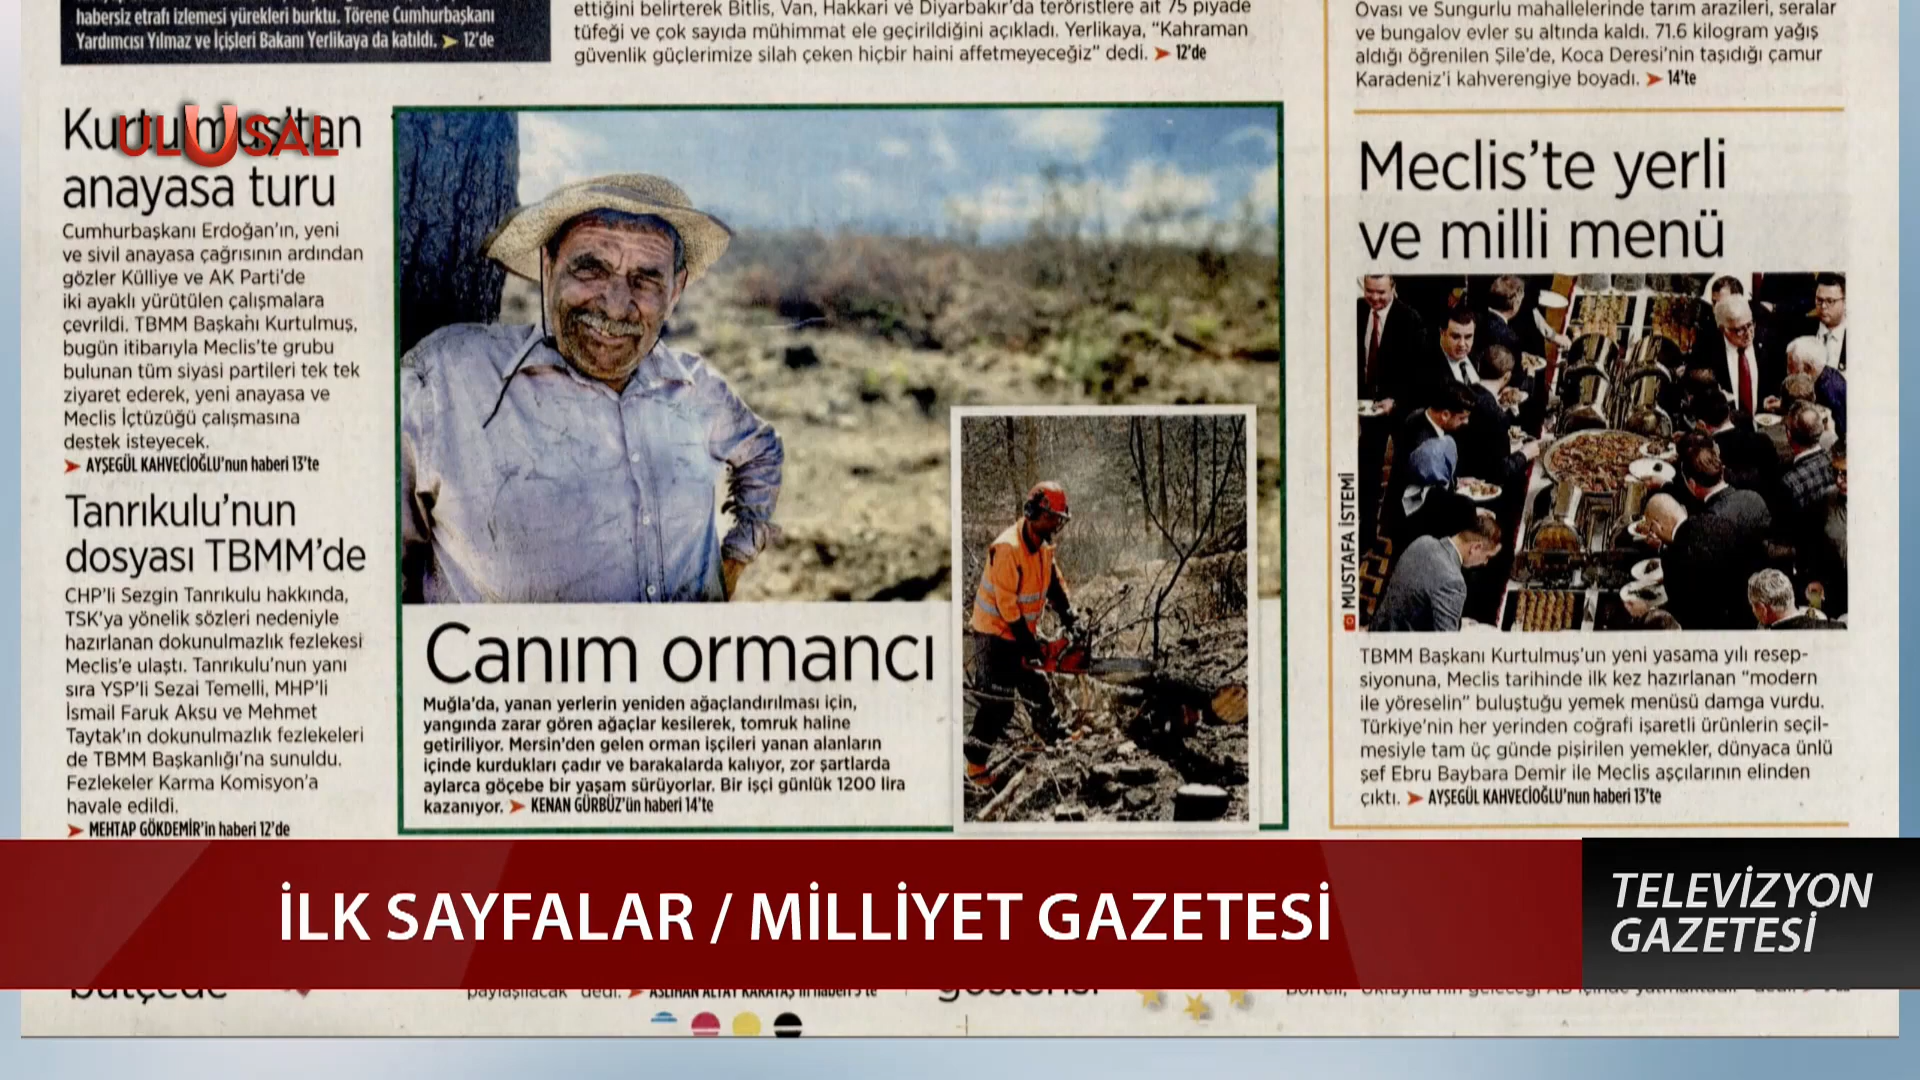 habersiz etrafı izlemesi yürekleri burktu. Törene Cumhurbaşkanı
Yardımcısı Yılmaz ve İçişleri Bakanı Yerlikaya da katıldı. 12'de
ettiğini belirterek Bitlis, Van, Hakkari ve Diyarbakır'da teröristlere ait 75 piyade
tüfeği ve çok sayıda mühimmat ele geçirildiğini açıkladı. Yerlikaya, "Kahraman
güvenlik güçlerimize silah çeken hiçbir haini affetmeyeceğiz" dedi. 12'de
Ovası ve Sungurlu mahallelerinde tarım arazileri, seralar
ve bungalov evler su altında kaldı. 71.6 kilogram yağış
aldığı öğrenilen Şile'de, Koca Deresi'nin taşıdığı çamur
Karadeniz'i kahverengiye boyadı. 14'te
ULUSAL
Kurtulmuş'tan
anayasa turu
Cumhurbaşkanı Erdoğan'ın, yeni
ve sivil anayasa çağrısının ardından
gözler Külliye ve AK Parti'de
iki ayaklı yürütülen çalışmalara
çevrildi. TBMM Başkanı Kurtulmuş,
bugün itibarıyla Meclis'te grubu
bulunan tüm siyasi partileri tek tek
ziyaret ederek, yeni anayasa ve
Meclis İçtüzüğü çalışmasına
destek isteyecek.
AYŞEGÜL KAHVECİOĞLU'nun haberi 13'te
Tanrıkulu'nun
dosyası TBMM'de
CHP'li Sezgin Tanrıkulu hakkında,
TSK'ya yönelik sözleri nedeniyle
hazırlanan dokunulmazlık fezlekesi
Meclis'e ulaştı. Tanrıkulu'nun yanı
sıra YSP'li Sezai Temelli, MHP'li
İsmail Faruk Aksu ve Mehmet
Taytak'ın dokunulmazlık fezlekeleri
de TBMM Başkanlığı'na sunuldu.
Fezlekeler Karma Komisyon'a
havale edildi.
MEHTAP GÖKDEMİR'in haberi 12'de
Canım ormancı
Muğla'da, yanan yerlerin yeniden ağaçlandırılması için,
yangında zarar gören ağaçlar kesilerek, tomruk haline
getiriliyor. Mersin'den gelen orman işçileri yanan alanların
içinde kurdukları çadır ve barakalarda kalıyor, zor şartlarda
aylarca göçebe bir yaşam sürüyorlar. Bir işçi günlük 1200 lira
kazanıyor. KENAN GÜRBÜZ'ün haberi 14'te
Meclis'te yerli
ve milli menü
MUSTAFA İSTEMİ
TBMM Başkanı Kurtulmuş'un yeni yasama yılı resep-
siyonuna, Meclis tarihinde ilk kez hazırlanan "modern
ile yöreselin" buluştuğu yemek menüsü damga vurdu.
Türkiye'nin her yerinden coğrafi işaretli ürünlerin seçil-
mesiyle tam üç günde pişirilen yemekler, dünyaca ünlü
şef Ebru Baybara Demir ile Meclis aşçılarının elinden
çıktı. AYŞEGÜL KAHVECİOĞLU'nun haberi 13'te
İLK SAYFALAR / MİLLİYET GAZETESİ
TELEVİZYON
GAZETESİ
bütçede
paylaşılacak" dedi. ASLIHAN ALTAY KARATAŞ'ın haberi